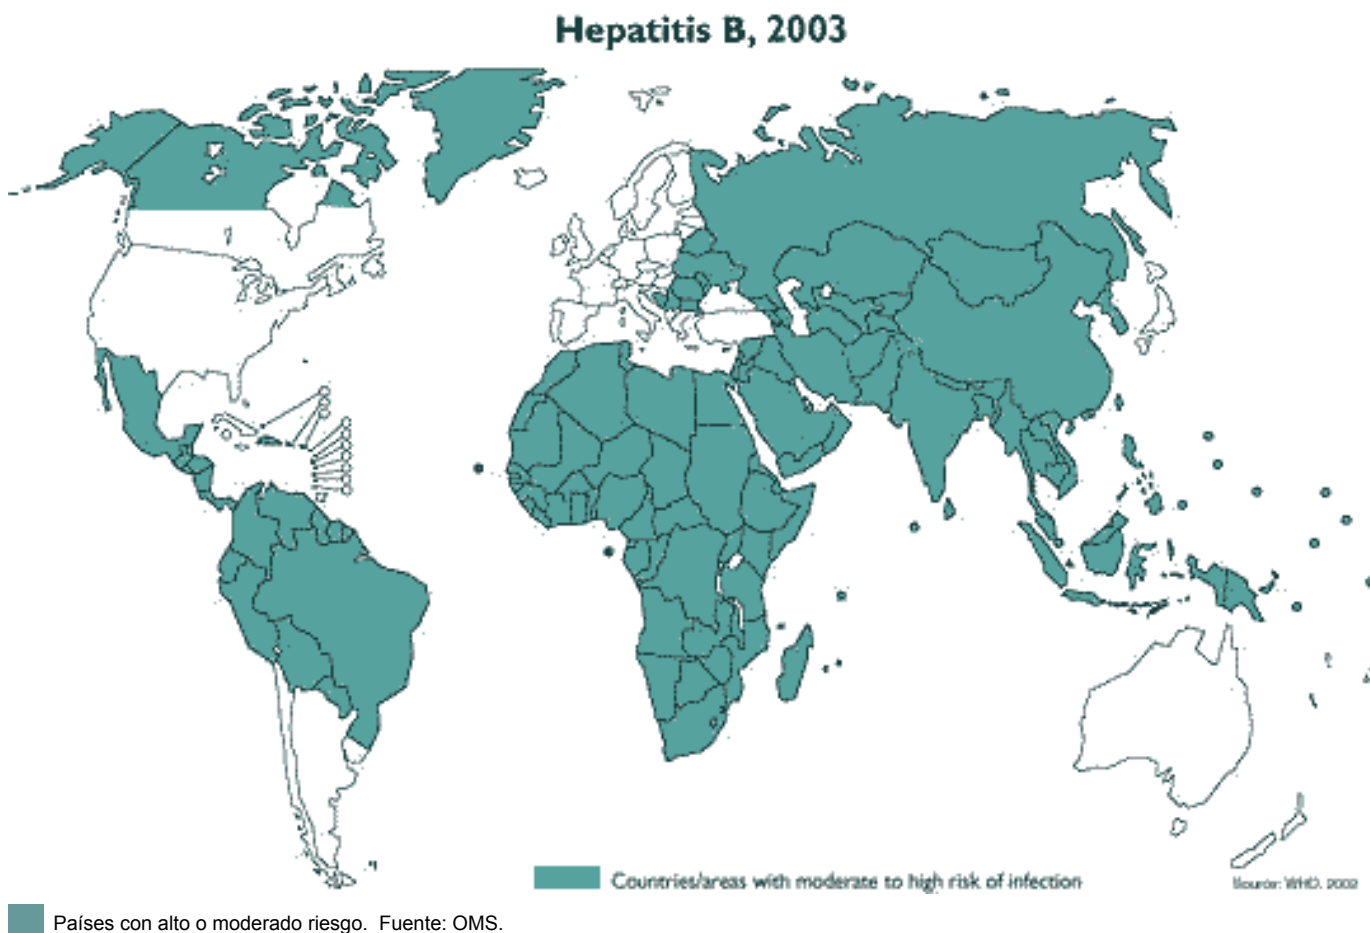 Hepatitis B, 2003
Countries/areas with moderate to high risk of infection
Source: WHO, 2002
Países con alto o moderado riesgo. Fuente: OMS.